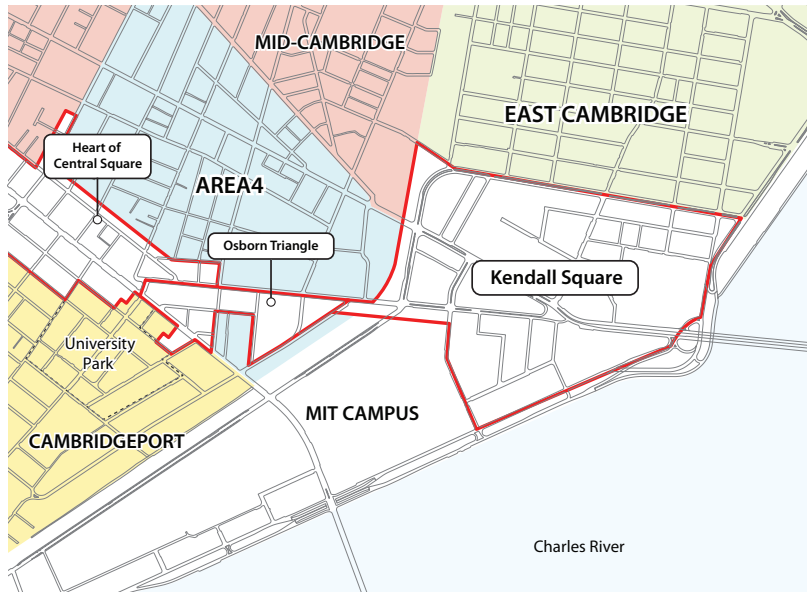 MID-CAMBRIDGE
EAST CAMBRIDGE
Heart of
Central Square
AREA4
Osborn Triangle
Kendall Square
University
Park
MIT CAMPUS
CAMBRIDGEPORT
Charles River